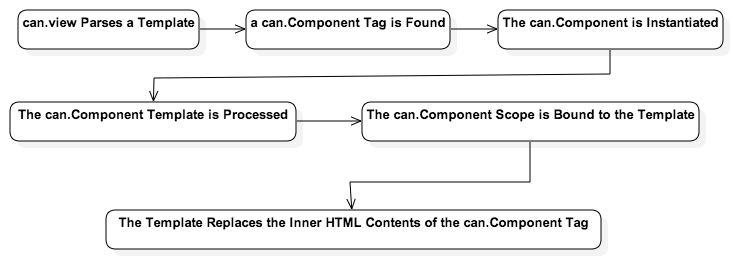 can.view Parses a Template
a can.Component Tag is Found
The can.Component is Instantiated
The can.Component Template is Processed
The can.Component Scope is Bound to the Template
The Template Replaces the Inner HTML Contents of the can.Component Tag